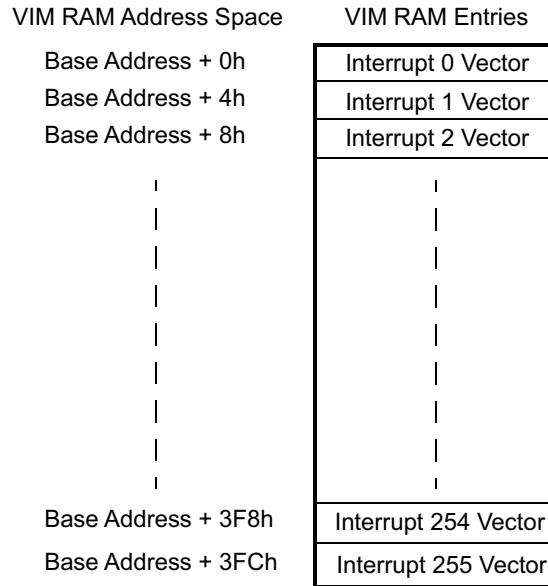 VIM RAM Address Space VIM RAM Entries
Base Address + 0h Interrupt 0 Vector
Base Address + 4h Interrupt 1 Vector
Base Address + 8h Interrupt 2 Vector
Base Address + 3F8h Interrupt 254 Vector
Base Address + 3FCh Interrupt 255 Vector